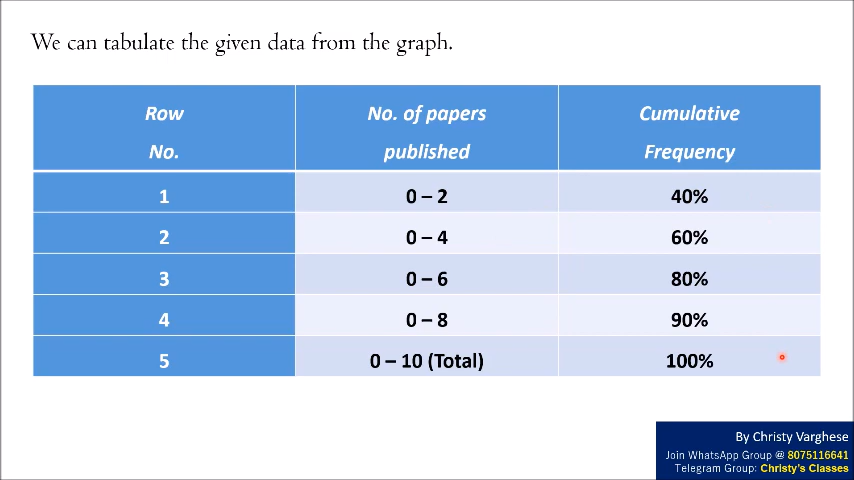 We can tabulate the given data from the graph.
Row No. No. of papers published Cumulative Frequency
1 0 – 2 40%
2 0 – 4 60%
3 0 – 6 80%
4 0 – 8 90%
5 0 – 10 (Total) 100%
By Christy Varghese
Join WhatsApp Group @ 8075116641
Telegram Group: Christy's Classes